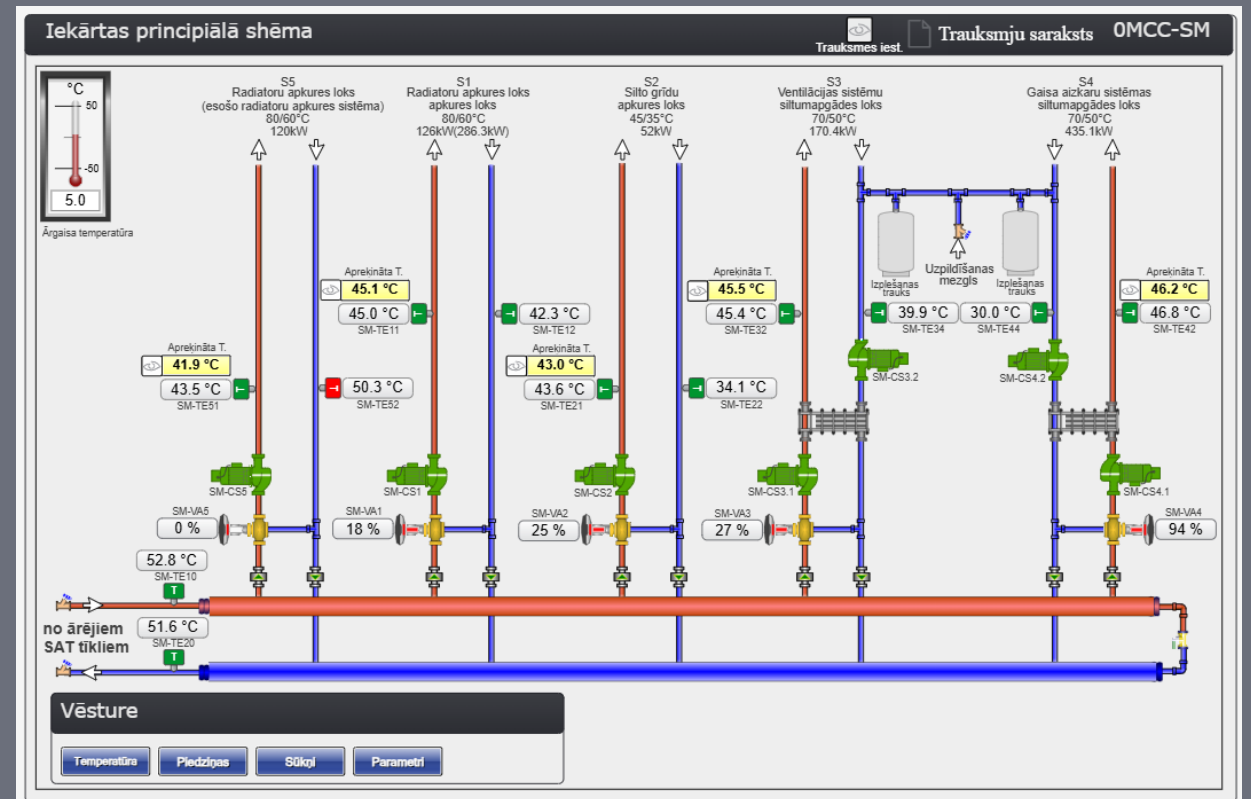 Iekārtas principiālā shēma
Trauksmes iest.
Trauksmju saraksts
0MCC-SM
°C
50
-50
5.0
Ārgaisa temperatūra
S5
Radiatoru apkures loks
(esošo radiatoru apkures sistēma)
80/60°C
120kW
S1
Radiatoru apkures loks
apkures loks
80/60°C
126kW(286.3kW)
S2
Silto grīdu
apkures loks
45/35°C
52kW
S3
Ventilācijas sistēmu
siltumapgādes loks
70/50°C
170.4kW
S4
Gaisa aizkaru sistēmas
siltumapgādes loks
70/50°C
435.1kW
Uzpildīšanas
mezgls
Izplešanas
trauks
Izplešanas
trauks
Aprekināta T.
45.1 °C
45.0 °C
SM-TE11
42.3 °C
SM-TE12
Aprekināta T.
45.5 °C
45.4 °C
SM-TE32
39.9 °C
SM-TE34
30.0 °C
SM-TE44
Aprekināta T.
46.2 °C
46.8 °C
SM-TE42
Aprekināta T.
41.9 °C
43.5 °C
SM-TE51
50.3 °C
SM-TE52
Aprekināta T.
43.0 °C
43.6 °C
SM-TE21
34.1 °C
SM-TE22
SM-CS3.2
SM-CS4.2
SM-CS5
SM-CS1
SM-CS2
SM-CS3.1
SM-CS4.1
SM-VA5
0 %
SM-VA1
18 %
SM-VA2
25 %
SM-VA3
27 %
SM-VA4
94 %
52.8 °C
SM-TE10
T
no ārējiem
SAT tīkliem
51.6 °C
SM-TE20
T
Vēsture
Temperatūra
Piedziņas
Sūkņi
Parametri